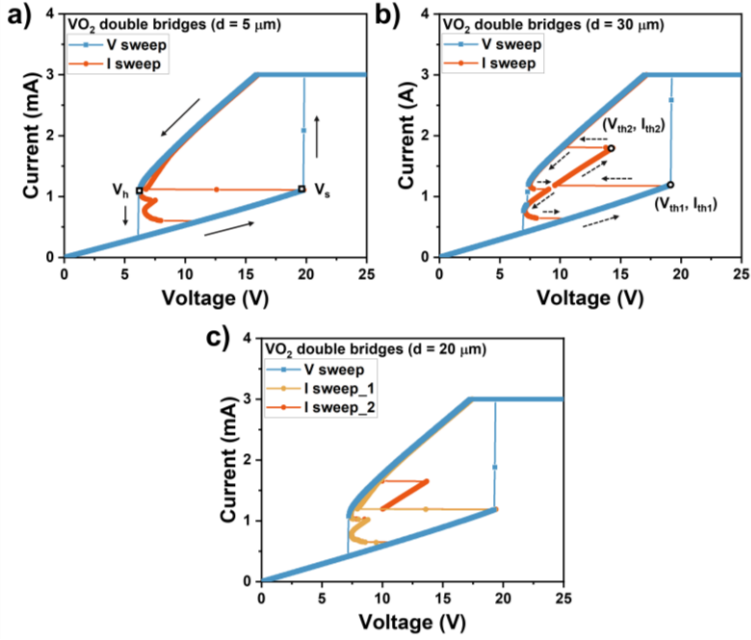 a)
VO2 double bridges (d = 5 μm)
V sweep
I sweep
Vh
Vs
Current (mA)
4
3
2
1
0
0 5 10 15 20 25
Voltage (V)
b)
VO2 double bridges (d = 30 μm)
V sweep
I sweep
(Vth2, Ith2)
(Vth1, Ith1)
Current (A)
4
3
2
1
0
0 5 10 15 20 25
Voltage (V)
c)
VO2 double bridges (d = 20 μm)
V sweep
I sweep_1
I sweep_2
Current (mA)
4
3
2
1
0
0 5 10 15 20 25
Voltage (V)